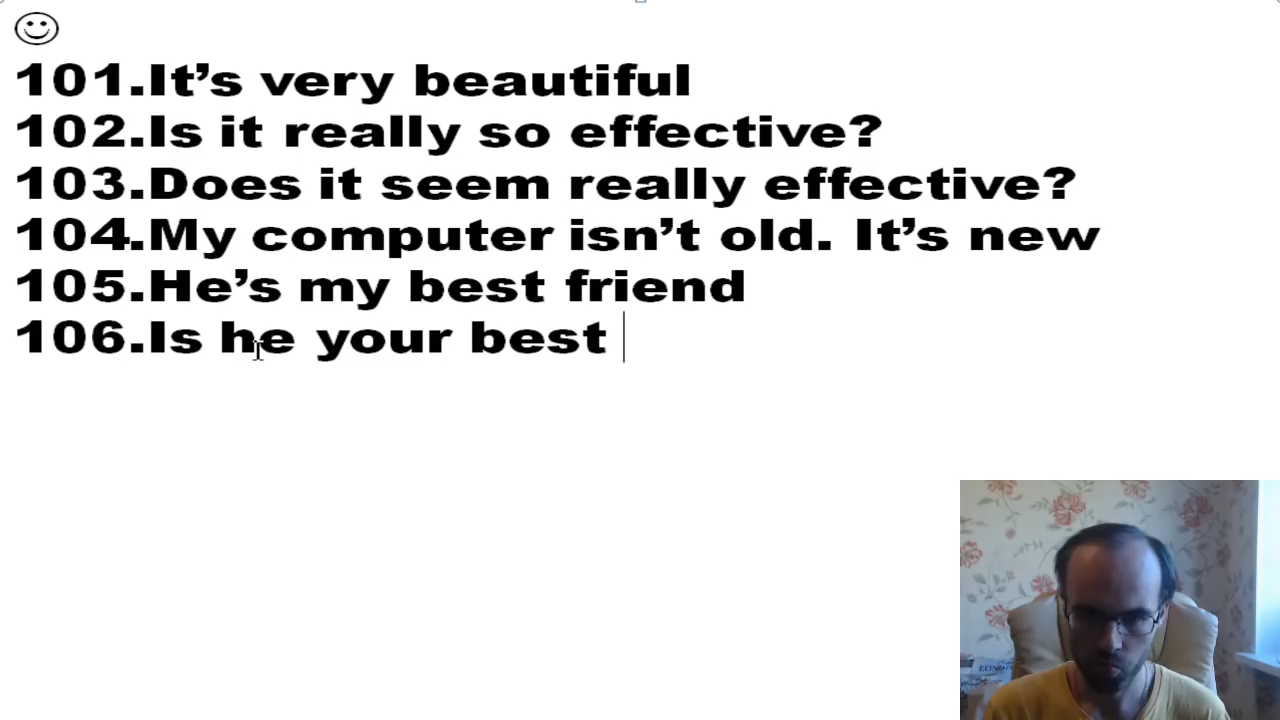 101.It's very beautiful
102.Is it really so effective?
103.Does it seem really effective?
104.My computer isn't old. It's new
105.He's my best friend
106.Is he your best